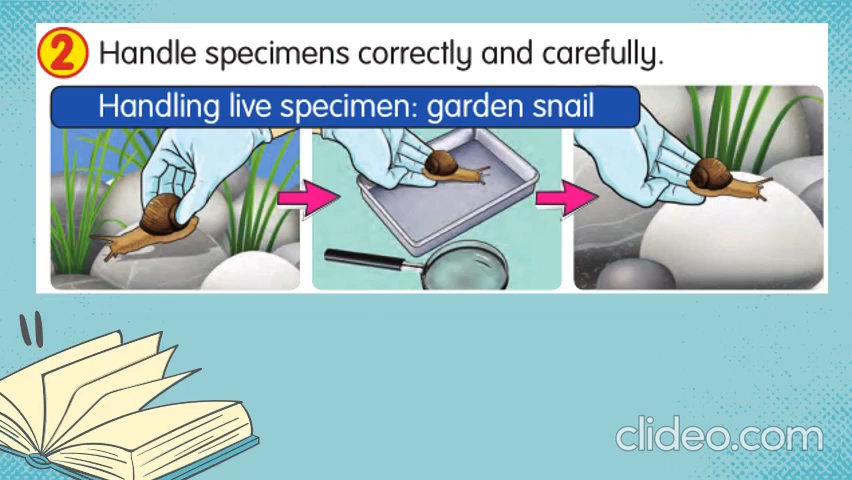 2 Handle specimens correctly and carefully.
Handling live specimen: garden snail
clideo.com